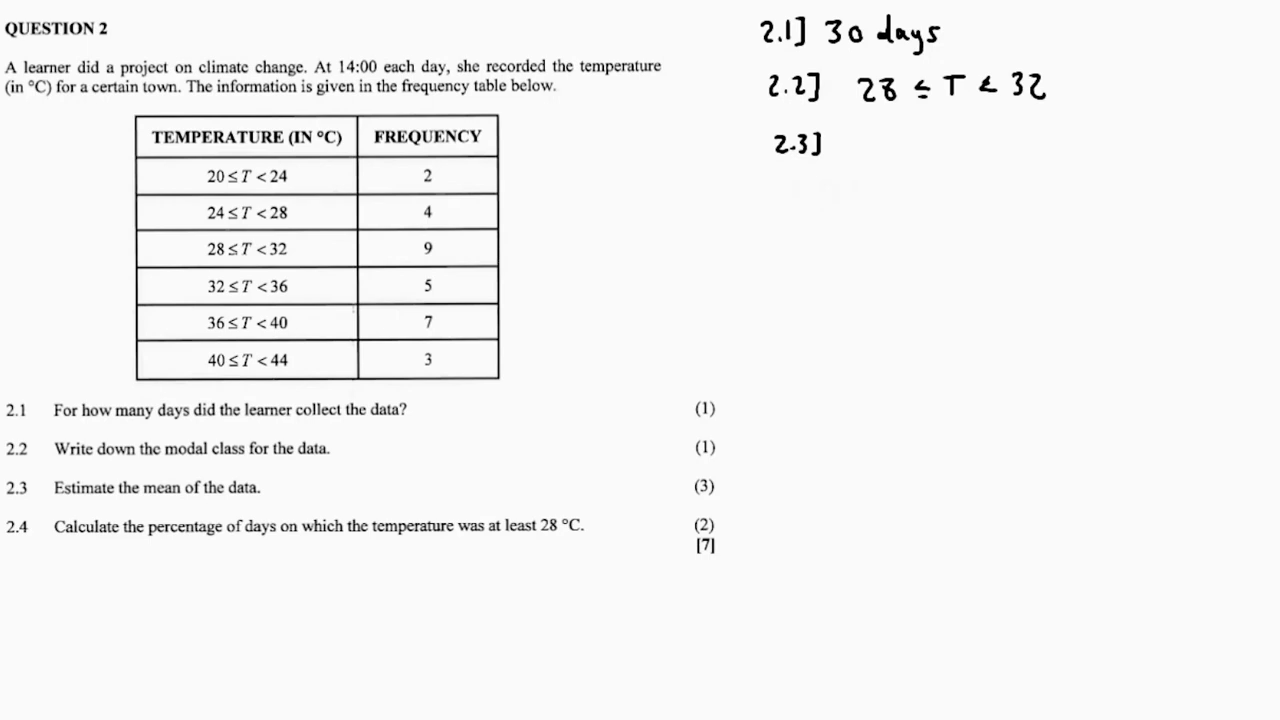 QUESTION 2
A learner did a project on climate change. At 14:00 each day, she recorded the temperature
(in °C) for a certain town. The information is given in the frequency table below.
TEMPERATURE (IN °C) FREQUENCY
20 ≤ T < 24 2
24 ≤ T < 28 4
28 ≤ T < 32 9
32 ≤ T < 36 5
36 ≤ T < 40 7
40 ≤ T < 44 3
2.1 For how many days did the learner collect the data? (1)
2.2 Write down the modal class for the data. (1)
2.3 Estimate the mean of the data. (3)
2.4 Calculate the percentage of days on which the temperature was at least 28 °C. (2)
[7]
2.1] 30 days
2.2] 28 ≤ T < 32
2.3]